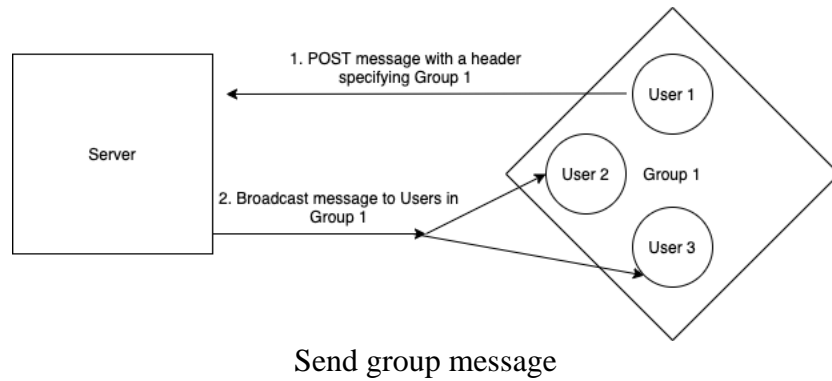 1. POST message with a header
specifying Group 1
User 1
Server
User 2
Group 1
2. Broadcast message to Users in
Group 1
User 3
Send group message